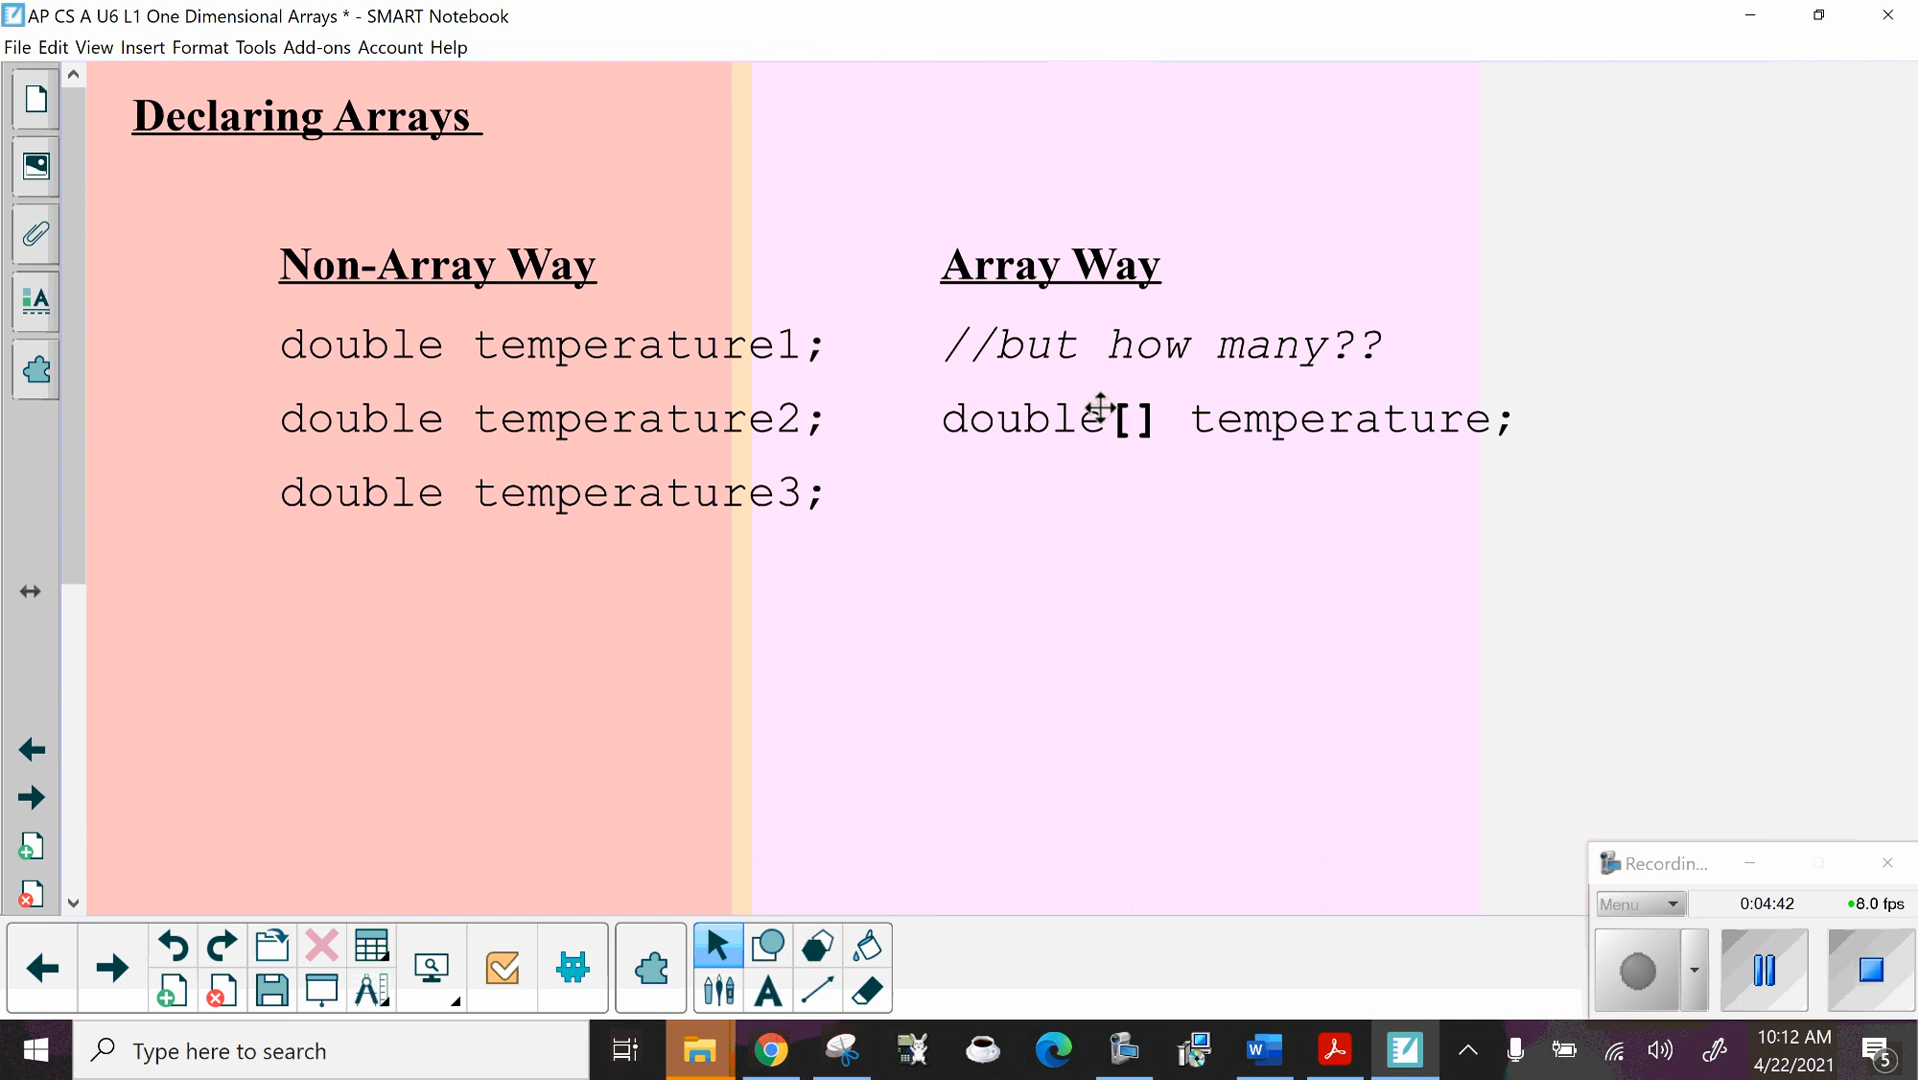 AP CS A U6 L1 One Dimensional Arrays * - SMART Notebook
File Edit View Insert Format Tools Add-ons Account Help
Declaring Arrays
Non-Array Way
double temperature1;
double temperature2;
double temperature3;
Array Way
//but how many??
double[] temperature;
Recordin...
Menu
0:04:42
8.0 fps
Type here to search
10:12 AM
4/22/2021
5